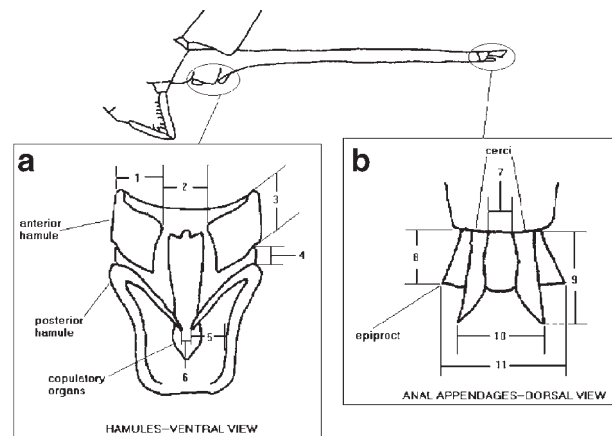 a
1
2
3
anterior
hamule
4
posterior
hamule
5
copulatory
organs
6
HAMULES–VENTRAL VIEW
b
cerci
7
8
9
epiproct
10
11
ANAL APPENDAGES–DORSAL VIEW